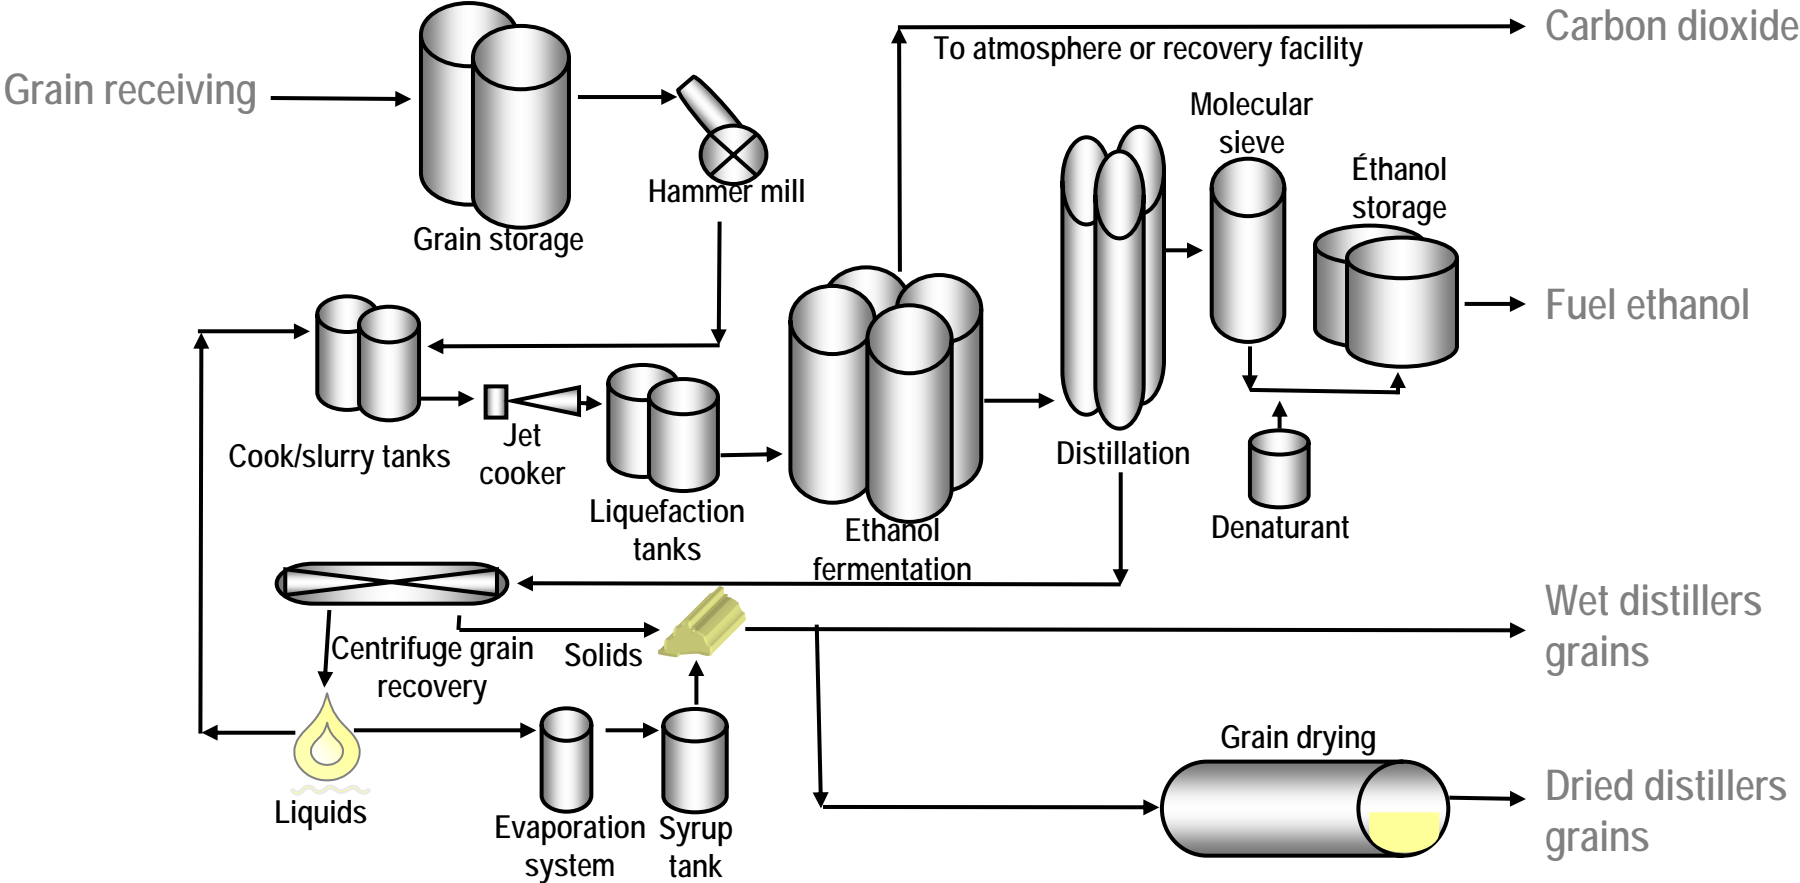 Carbon dioxide
To atmosphere or recovery facility
Grain receiving
Molecular
sieve
Éthanol
storage
Hammer mill
Grain storage
Fuel ethanol
Cook/slurry tanks
Jet
cooker
Distillation
Liquefaction
tanks
Ethanol
fermentation
Denaturant
Wet distillers
grains
Centrifuge grain
recovery
Solids
Grain drying
Liquids
Evaporation
system
Syrup
tank
Dried distillers
grains